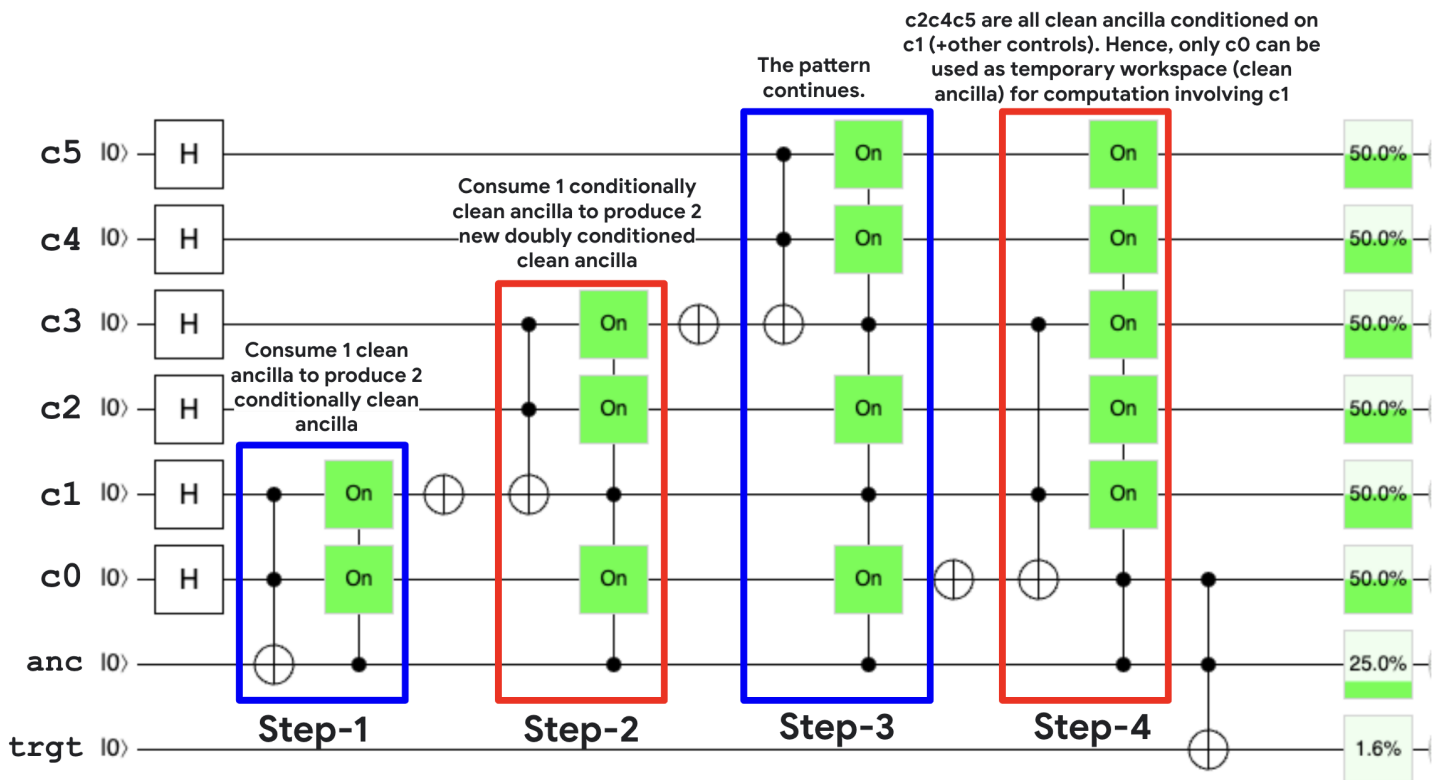 c2c4c5 are all clean ancilla conditioned on
c1 (+other controls). Hence, only c0 can be
used as temporary workspace (clean
ancilla) for computation involving c1
The pattern
continues.
Consume 1 conditionally
clean ancilla to produce 2
new doubly conditioned
clean ancilla
Consume 1 clean
ancilla to produce 2
conditionally clean
ancilla
c5 |0⟩ H On On 50.0%
c4 |0⟩ H On On 50.0%
c3 |0⟩ H On On 50.0%
c2 |0⟩ H On On On 50.0%
c1 |0⟩ H On On 50.0%
c0 |0⟩ H On On On 50.0%
anc |0⟩ 25.0%
trgt |0⟩ 1.6%
Step-1 Step-2 Step-3 Step-4